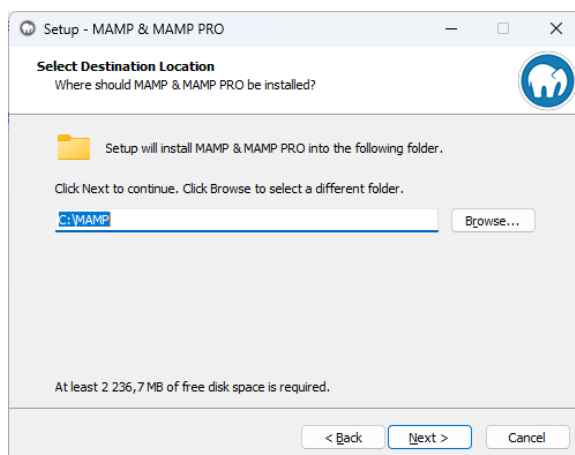 Setup - MAMP & MAMP PRO
Select Destination Location
Where should MAMP & MAMP PRO be installed?
Setup will install MAMP & MAMP PRO into the following folder.
Click Next to continue. Click Browse to select a different folder.
C:\MAMP
Browse...
At least 2 236,7 MB of free disk space is required.
< Back
Next >
Cancel